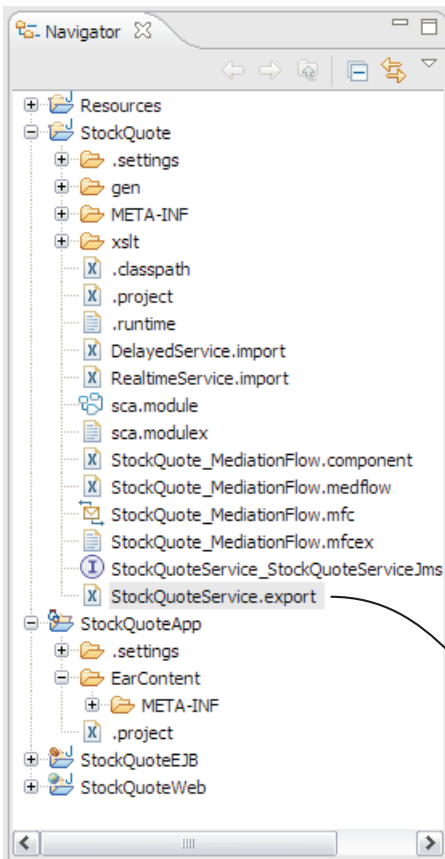 Navigator
Resources
StockQuote
.settings
gen
META-INF
xslt
.classpath
.project
.runtime
DelayedService.import
RealtimeService.import
sca.module
sca.modulex
StockQuote_MediationFlow.component
StockQuote_MediationFlow.medflow
StockQuote_MediationFlow.mfc
StockQuote_MediationFlow.mfcex
StockQuoteService_StockQuoteServiceJms
StockQuoteService.export
StockQuoteApp
.settings
EarContent
META-INF
.project
StockQuoteEJB
StockQuoteWeb